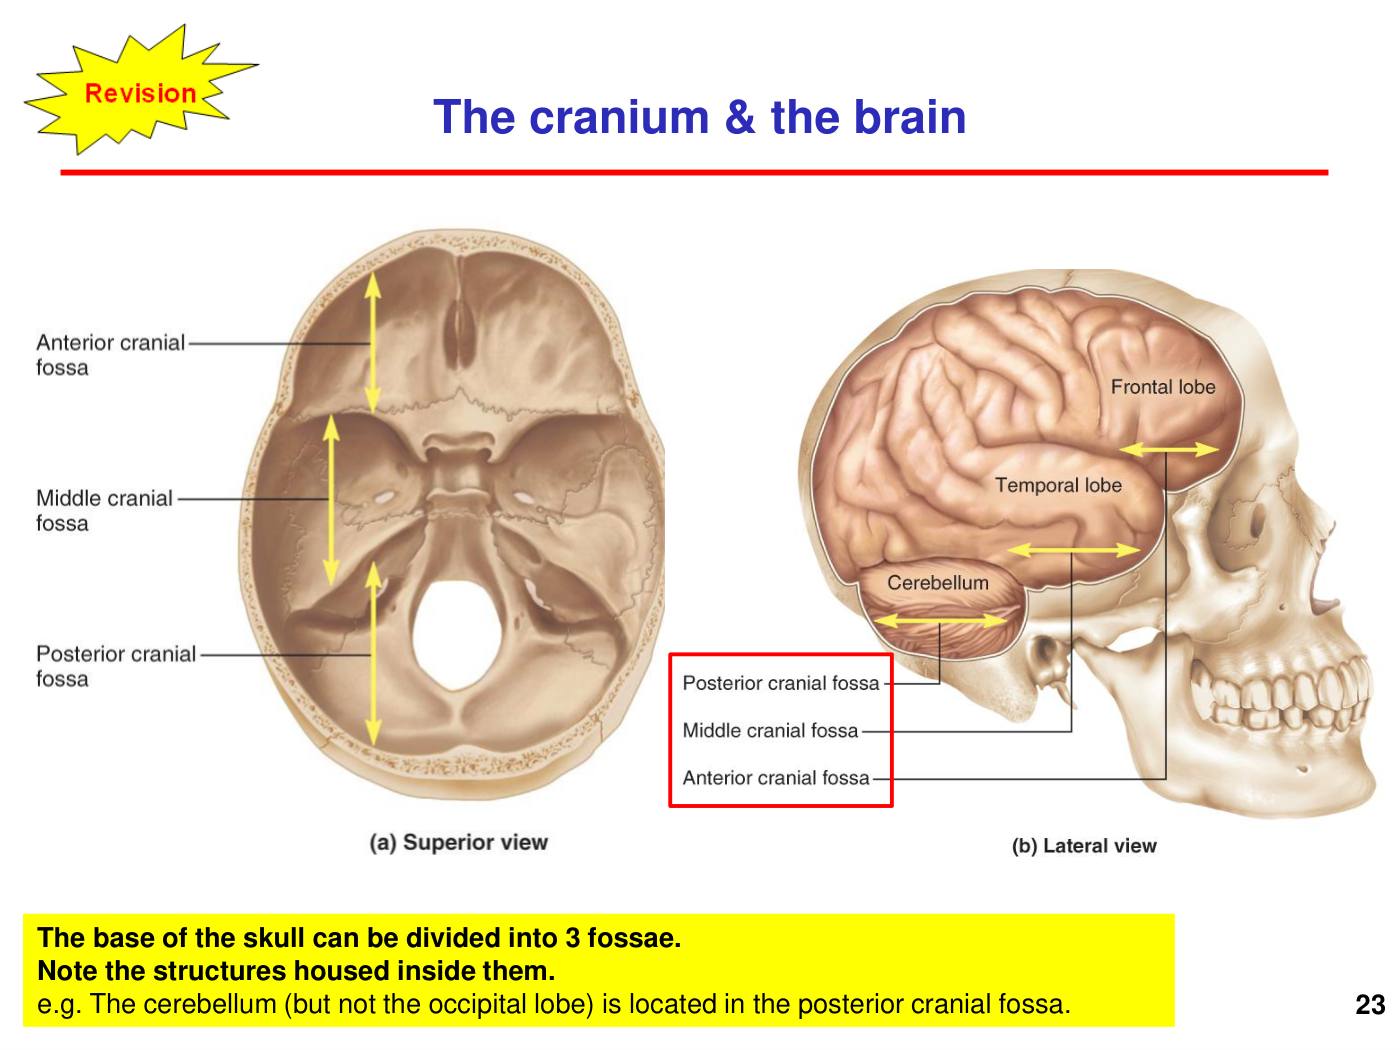 Revision
The cranium & the brain
Anterior cranial
fossa
Middle cranial
fossa
Posterior cranial
fossa
(a) Superior view
Frontal lobe
Temporal lobe
Cerebellum
Posterior cranial fossa
Middle cranial fossa
Anterior cranial fossa
(b) Lateral view
The base of the skull can be divided into 3 fossae.
Note the structures housed inside them.
e.g. The cerebellum (but not the occipital lobe) is located in the posterior cranial fossa.
23